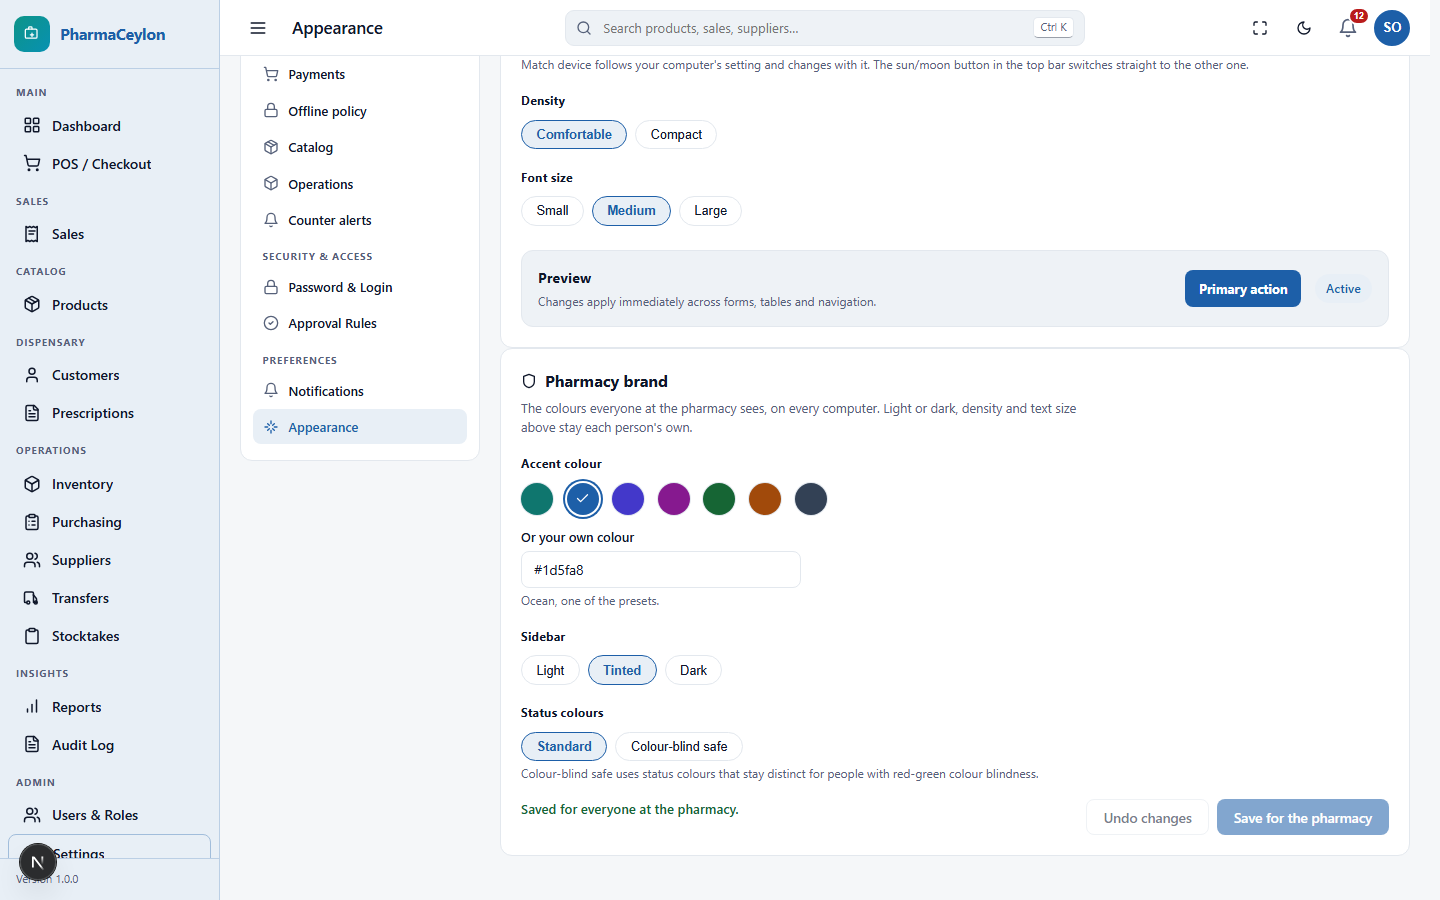 PharmaCeylon
Appearance
Search products, sales, suppliers...
Ctrl K
12
SO
MAIN
Dashboard
POS / Checkout
SALES
Sales
CATALOG
Products
DISPENSARY
Customers
Prescriptions
OPERATIONS
Inventory
Purchasing
Suppliers
Transfers
Stocktakes
INSIGHTS
Reports
Audit Log
ADMIN
Users & Roles
Settings
N
Version 1.0.0
Payments
Offline policy
Catalog
Operations
Counter alerts
SECURITY & ACCESS
Password & Login
Approval Rules
PREFERENCES
Notifications
Appearance
Match device follows your computer's setting and changes with it. The sun/moon button in the top bar switches straight to the other one.
Density
Comfortable
Compact
Font size
Small
Medium
Large
Preview
Changes apply immediately across forms, tables and navigation.
Primary action
Active
Pharmacy brand
The colours everyone at the pharmacy sees, on every computer. Light or dark, density and text size
above stay each person's own.
Accent colour
Or your own colour
#1d5fa8
Ocean, one of the presets.
Sidebar
Light
Tinted
Dark
Status colours
Standard
Colour-blind safe
Colour-blind safe uses status colours that stay distinct for people with red-green colour blindness.
Saved for everyone at the pharmacy.
Undo changes
Save for the pharmacy